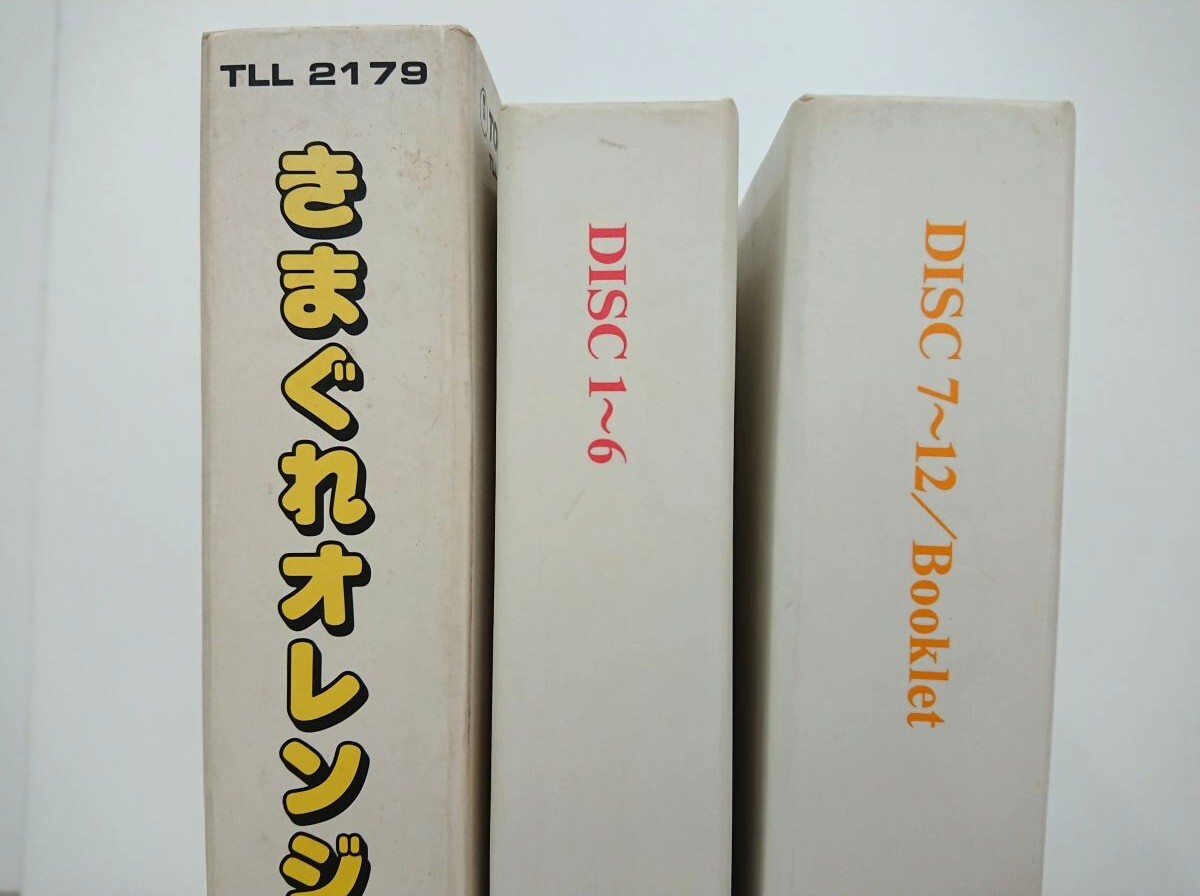 TLL 2179
きまぐれオレンジ
DISC 1~6
DISC 7~12/Booklet